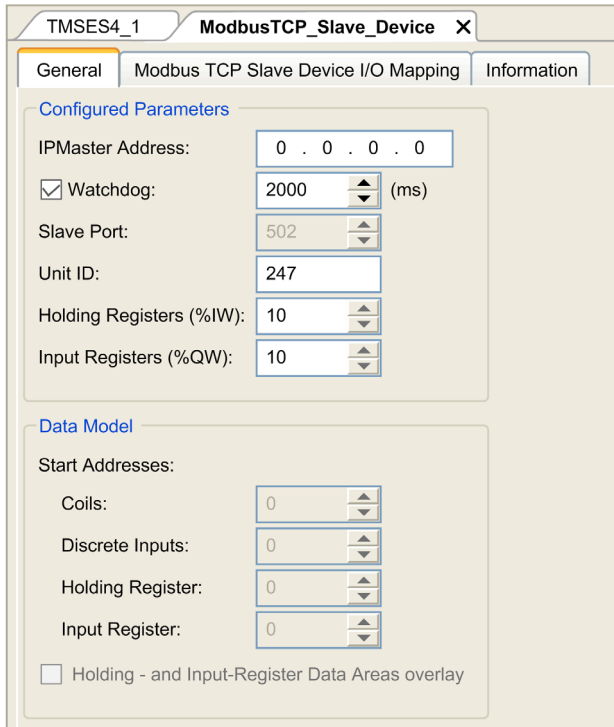 TMSES4_1 ModbusTCP_Slave_Device X
General Modbus TCP Slave Device I/O Mapping Information
Configured Parameters
IPMaster Address: 0 . 0 . 0 . 0
Watchdog: 2000 (ms)
Slave Port: 502
Unit ID: 247
Holding Registers (%IW): 10
Input Registers (%QW): 10
Data Model
Start Addresses:
Coils: 0
Discrete Inputs: 0
Holding Register: 0
Input Register: 0
Holding - and Input-Register Data Areas overlay